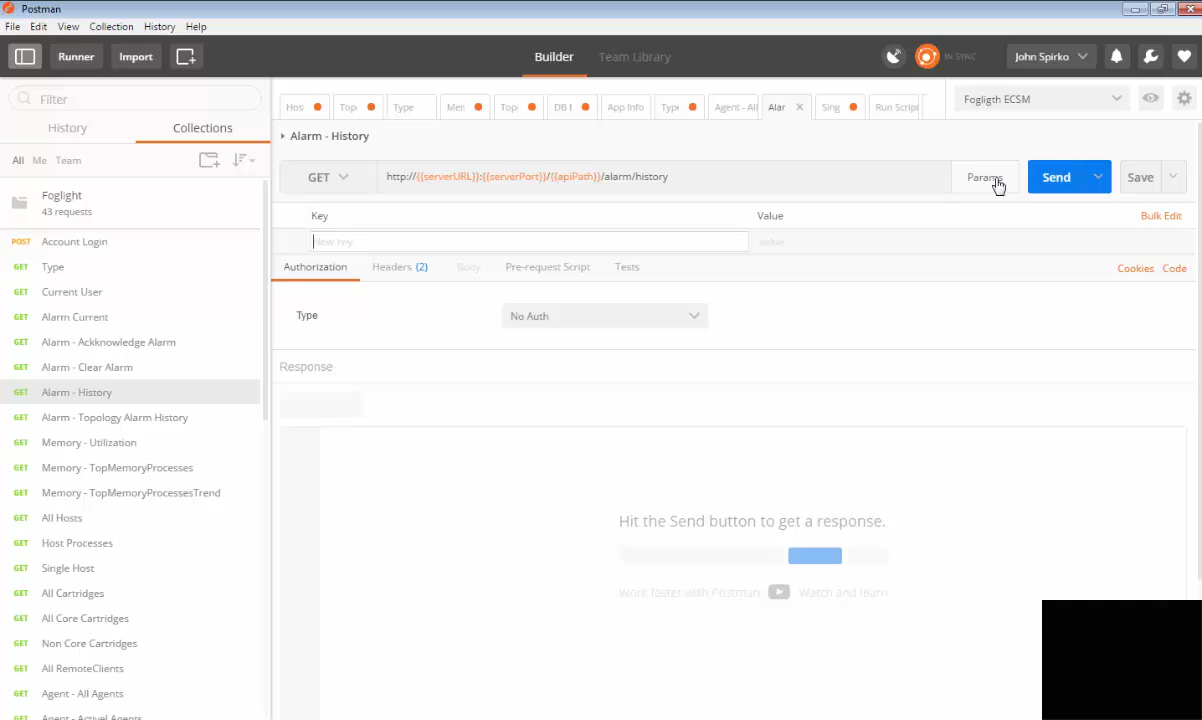 Postman
File Edit View Collection History Help
Runner Import Builder Team Library IN SYNC John Spirko
Filter
History Collections
All Me Team
Foglight
43 requests
POST Account Login
GET Type
GET Current User
GET Alarm Current
GET Alarm - Ackknowledge Alarm
GET Alarm - Clear Alarm
GET Alarm - History
GET Alarm - Topology Alarm History
GET Memory - Utilization
GET Memory - TopMemoryProcesses
GET Memory - TopMemoryProcessesTrend
GET All Hosts
GET Host Processes
GET Single Host
GET All Cartridges
GET All Core Cartridges
GET Non Core Cartridges
GET All RemoteClients
GET Agent - All Agents
GET Agent - ActiveAgents
Hos Top Type Mem Top DB I App Info Type Agent - All Alar Sing Run Script
Fogligth ECSM
Alarm - History
GET http://{{serverURL}}:{{serverPort}}/{{apiPath}}/alarm/history Params Send Save
Key Value Bulk Edit
New key value
Authorization Headers (2) Body Pre-request Script Tests Cookies Code
Type No Auth
Response
Hit the Send button to get a response.
Work faster with Postman Watch and learn